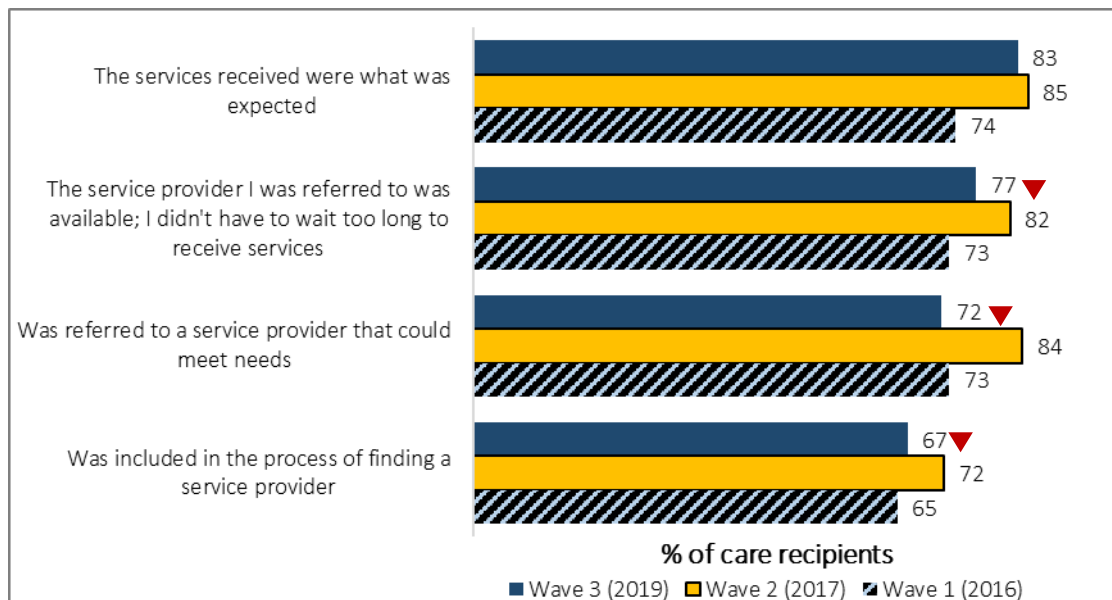 The services received were what was
expected
83
85
74
The service provider I was referred to was
available; I didn't have to wait too long to
receive services
77
82
73
Was referred to a service provider that could
meet needs
72
84
73
Was included in the process of finding a
service provider
67
72
65
% of care recipients
Wave 3 (2019) Wave 2 (2017) Wave 1 (2016)